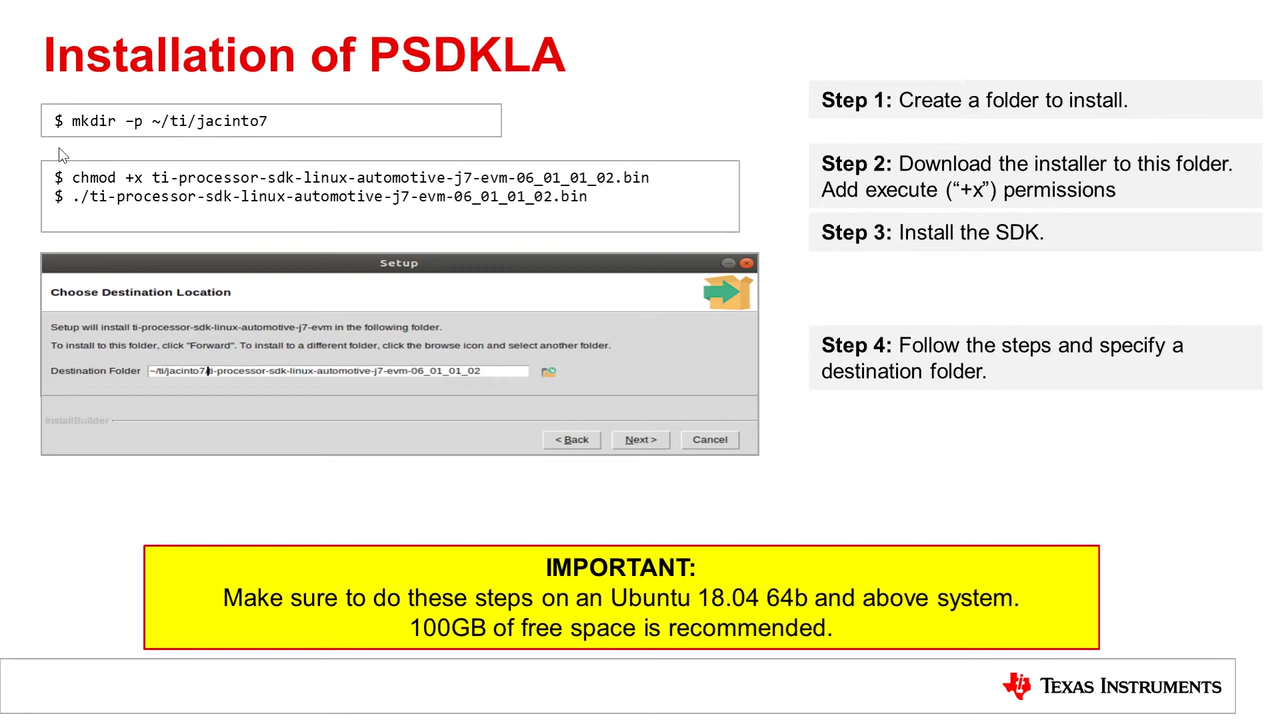 Installation of PSDKLA
$ mkdir –p ~/ti/jacinto7
$ chmod +x ti-processor-sdk-linux-automotive-j7-evm-06_01_01_02.bin
$ ./ti-processor-sdk-linux-automotive-j7-evm-06_01_01_02.bin
Setup
Choose Destination Location
Setup will install ti-processor-sdk-linux-automotive-j7-evm in the following folder.
To install to this folder, click "Forward". To install to a different folder, click the browse icon and select another folder.
Destination Folder ~/ti/jacinto7/ti-processor-sdk-linux-automotive-j7-evm-06_01_01_02
InstallBuilder
< Back Next > Cancel
Step 1: Create a folder to install.
Step 2: Download the installer to this folder.
Add execute (“+x”) permissions
Step 3: Install the SDK.
Step 4: Follow the steps and specify a
destination folder.
IMPORTANT:
Make sure to do these steps on an Ubuntu 18.04 64b and above system.
100GB of free space is recommended.
TEXAS INSTRUMENTS